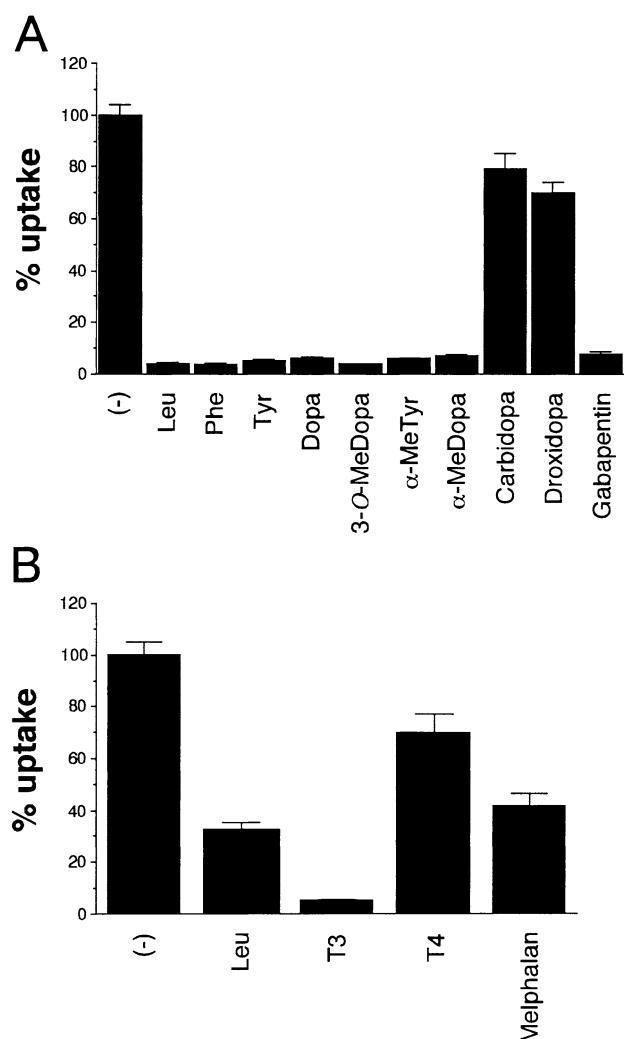 A
% uptake
120
100
80
60
40
20
0
(-)
Leu
Phe
Tyr
Dopa
3-O-MeDopa
α-MeTyr
α-MeDopa
Carbidopa
Droxidopa
Gabapentin
B
% uptake
120
100
80
60
40
20
0
(-)
Leu
T3
T4
Melphalan